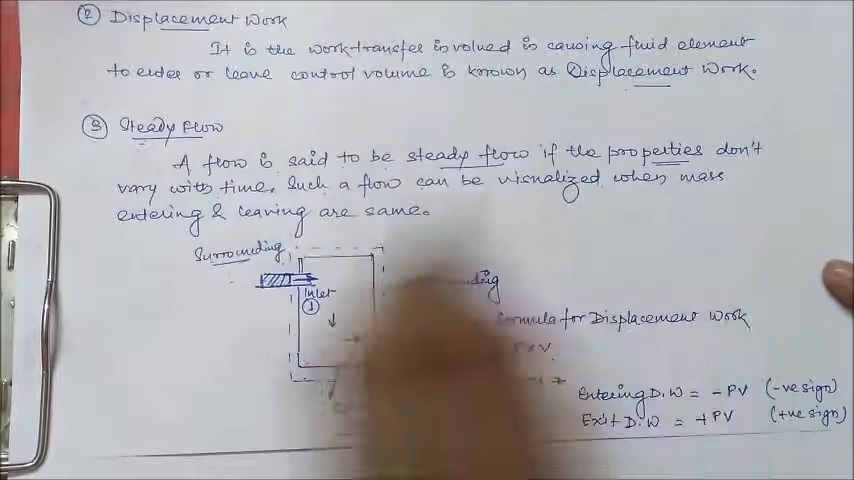 ② Displacement Work
It is the work transfer involved is causing fluid element
to enter or leave control volume is known as Displacement Work.
③ Steady Flow
A flow is said to be steady flow if the properties don't
vary with time. Such a flow can be visualized when mass
entering & leaving are same.
Surrounding
Inlet
①
ding
Formula for Displacement Work
Entering D.W = - PV (-ve sign)
Exit D.W = + PV (+ve sign)